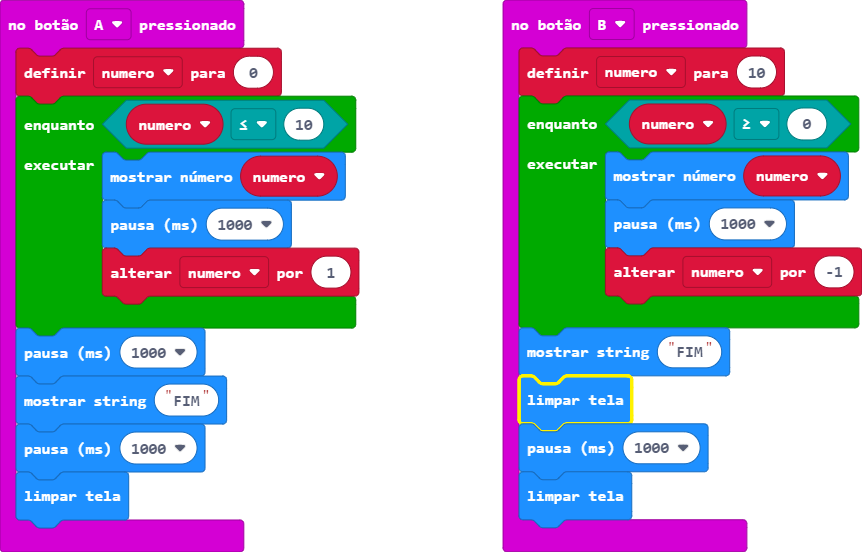 no botão A pressionado
definir numero para 0
enquanto numero ≤ 10
executar
mostrar número numero
pausa (ms) 1000
alterar numero por 1
pausa (ms) 1000
mostrar string "FIM"
pausa (ms) 1000
limpar tela
no botão B pressionado
definir numero para 10
enquanto numero ≥ 0
executar
mostrar número numero
pausa (ms) 1000
alterar numero por -1
mostrar string "FIM"
limpar tela
pausa (ms) 1000
limpar tela